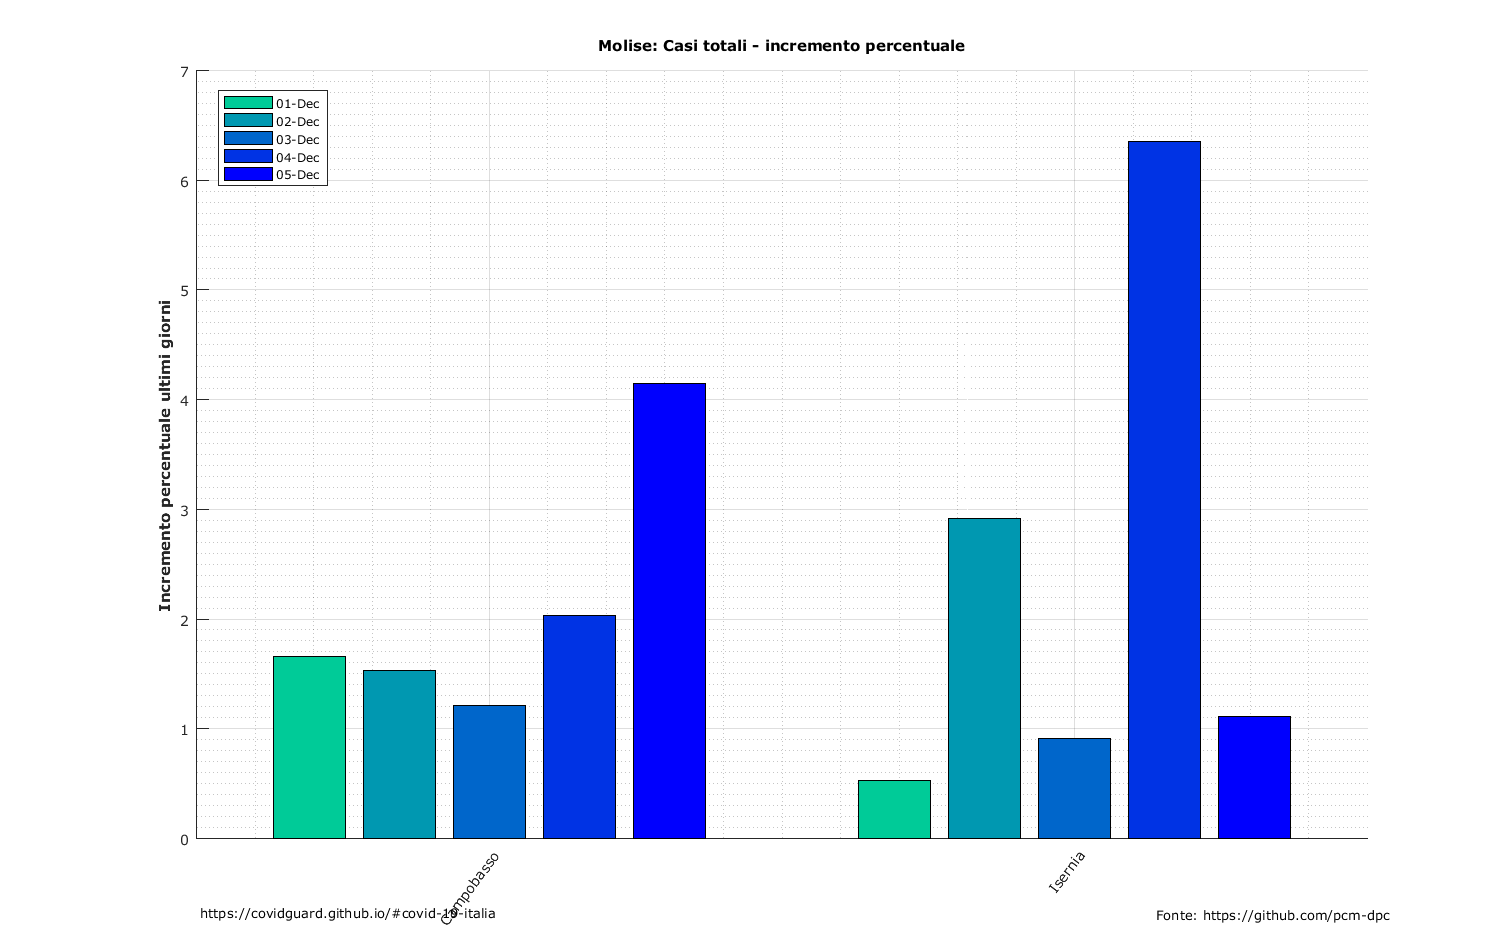 Molise: Casi totali - incremento percentuale
7
6
5
4
3
2
1
0
Incremento percentuale ultimi giorni
01-Dec
02-Dec
03-Dec
04-Dec
05-Dec
Campobasso
Isernia
https://covidguard.github.io/#covid-19-italia
Fonte: https://github.com/pcm-dpc